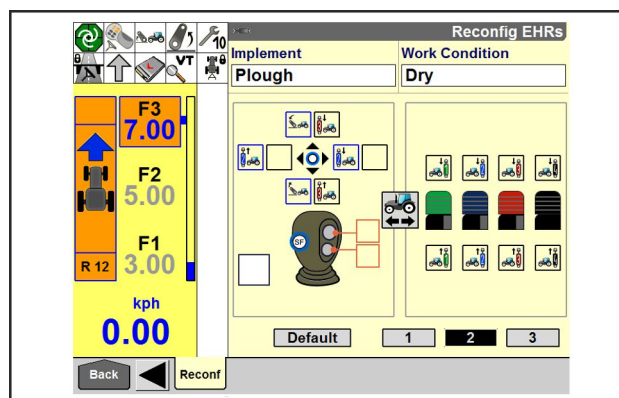 5
10
VT
Reconfig EHRs
Implement
Work Condition
Plough
Dry
F3
7.00
F2
5.00
F1
3.00
R 12
SF
kph
0.00
Default
1
2
3
Back
Reconf